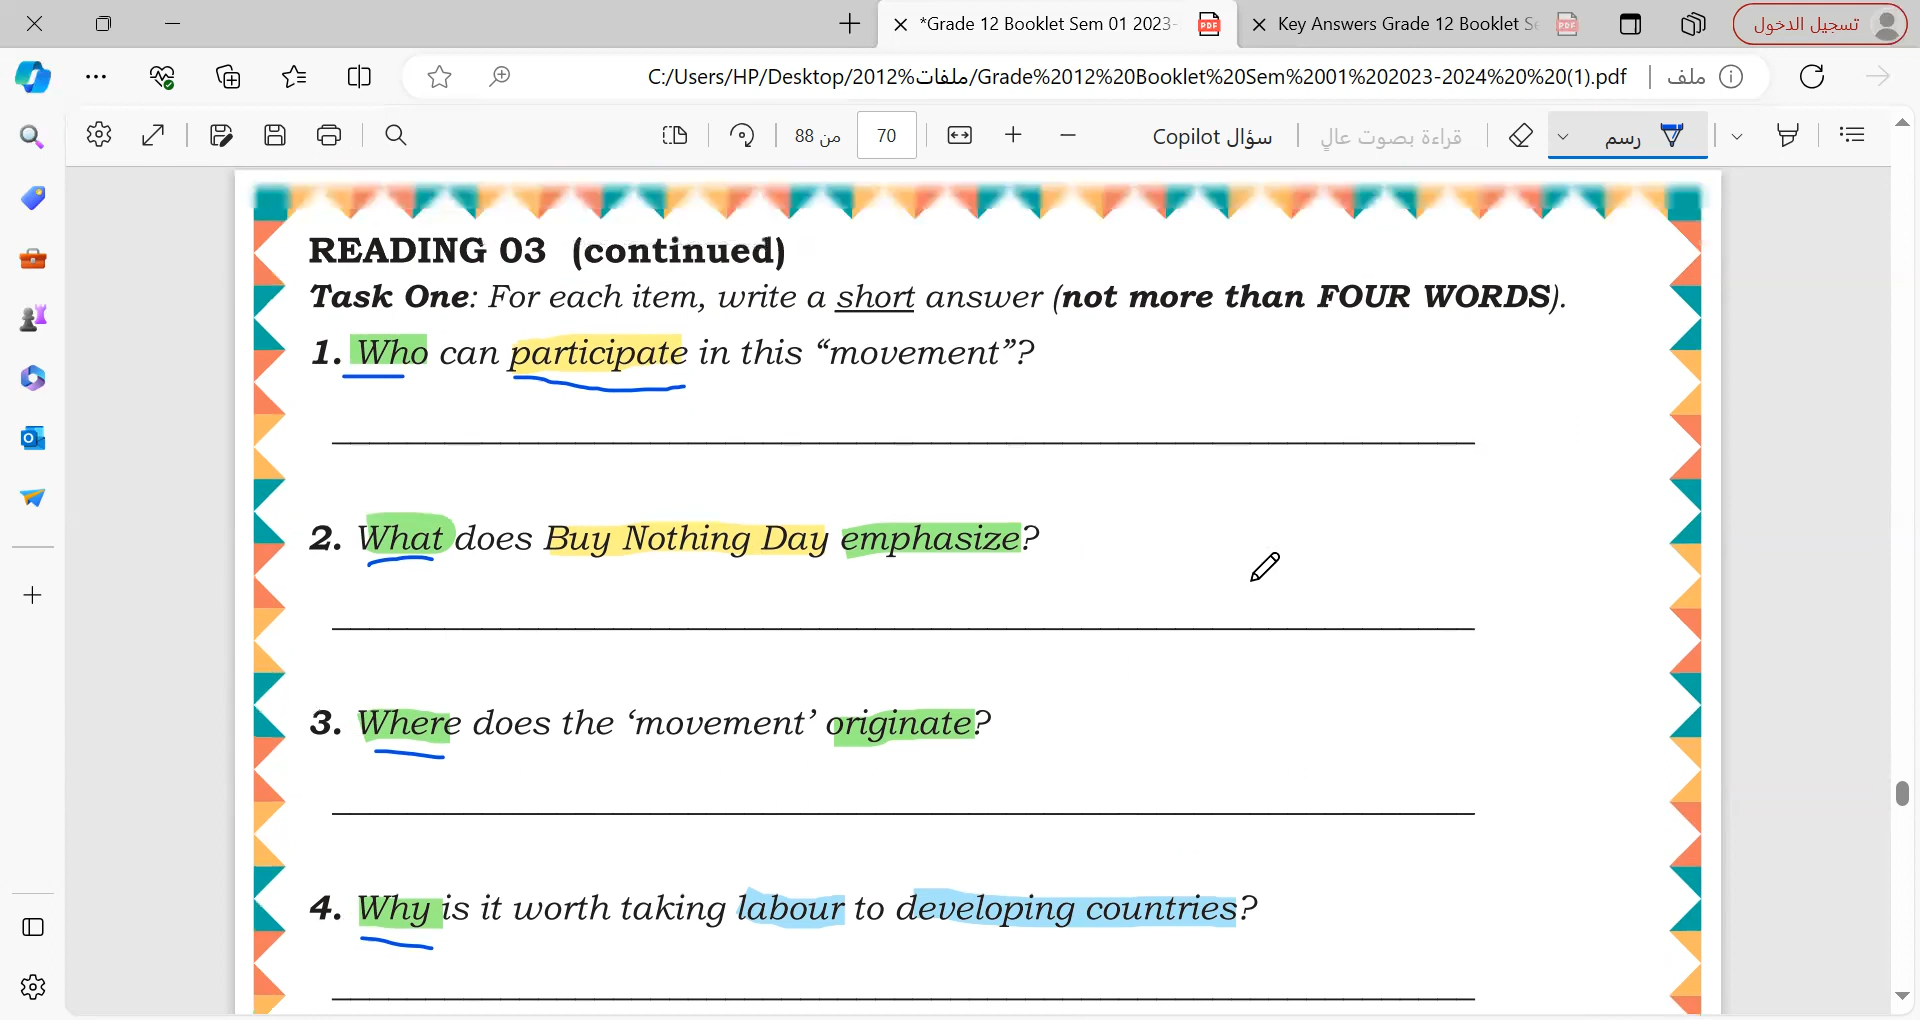 *Grade 12 Booklet Sem 01 2023-
Key Answers Grade 12 Booklet Se
تسجيل الدخول
C:/Users/HP/Desktop/2012%ملفات/Grade%2012%20Booklet%20Sem%2001%202023-2024%20%20(1).pdf
ملف
من 88
70
سؤال Copilot
قراءة بصوت عالٍ
رسم
READING 03 (continued)
Task One: For each item, write a short answer (not more than FOUR WORDS).
1. Who can participate in this “movement”?
2. What does Buy Nothing Day emphasize?
3. Where does the ‘movement’ originate?
4. Why is it worth taking labour to developing countries?